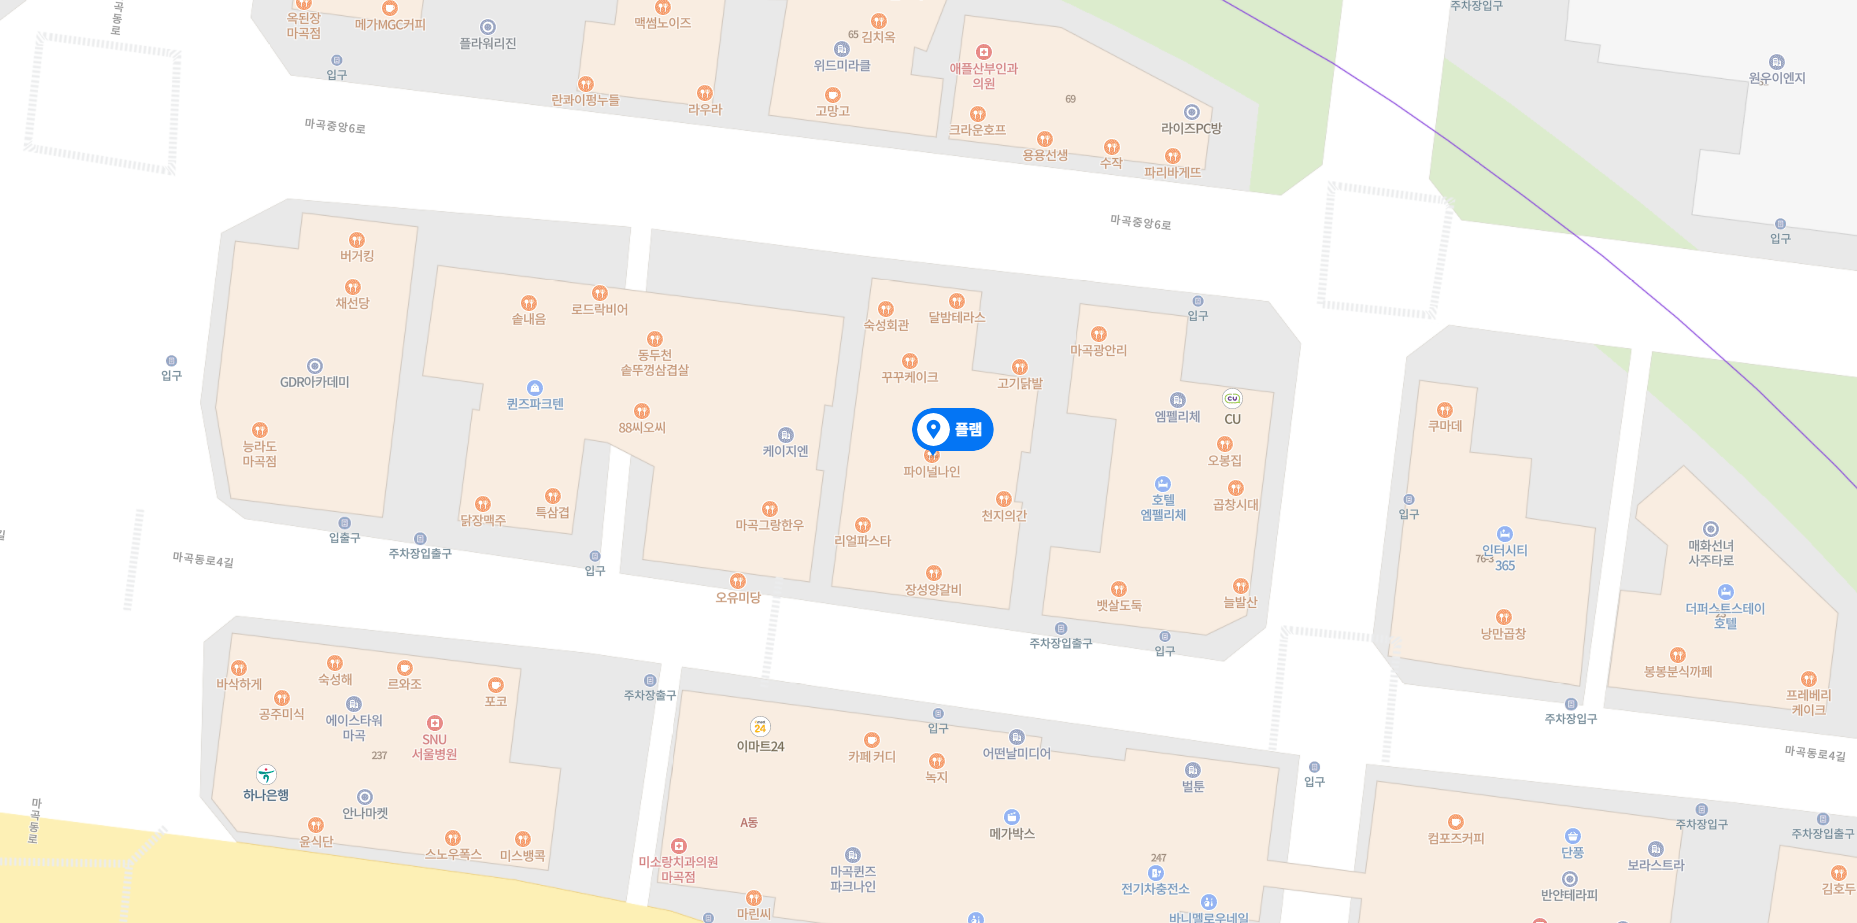 마곡동로
옥된장
마곡점
메가MGC커피
플라워리진
입구
맥썸노이즈
란콰이펑누들
라우라
65
김치옥
위드미라클
고망고
애플산부인과
의원
69
크라운호프
용용선생
수작
파리바게뜨
라이즈PC방
주차장입구
원우이엔지
입구
마곡중앙6로
마곡중앙6로
버거킹
채선당
GDR아카데미
능라도
마곡점
입구
솥내음
로드락비어
동두천
솥뚜껑삼겹살
퀸즈파크텐
88씨오씨
케이지엔
닭장맥주
특삼겹
마곡그랑한우
오유미당
입출구
주차장입출구
입구
숙성회관
달밤테라스
꾸꾸케이크
고기닭발
플램
파이널나인
천지의간
리얼파스타
장성양갈비
마곡광안리
입구
엠펠리체
CU
오봉집
곱창시대
호텔
엠펠리체
뱃살도둑
늘발산
주차장입출구
입구
쿠마데
입구
인터시티
365
76-3
낭만곱창
매화선녀
사주타로
더퍼스트스테이
호텔
봉봉분식까페
프레베리
케이크
주차장입구
마곡동로4길
마곡동로4길
바삭하게
숙성해
르와조
포코
공주미식
에이스타워
마곡
SNU
서울병원
237
하나은행
안나마켓
윤식단
스노우폭스
미스뱅콕
마곡동로
주차장출구
이마트24
카페 커디
입구
녹지
어떤날미디어
벌툰
메가박스
A동
미소랑치과의원
마곡점
마곡퀸즈
파크나인
마린씨
247
전기차충전소
바니멜로우네일
입구
컴포즈커피
단풍
보라스트라
반얀테라피
주차장입구
주차장입출구
김호두